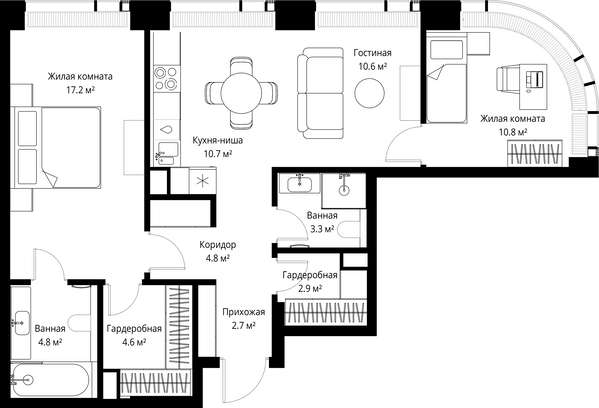 Жилая комната
17.2 м²
Гостиная
10.6 м²
Кухня-ниша
10.7 м²
Жилая комната
10.8 м²
Ванная
3.3 м²
Коридор
4.8 м²
Гардеробная
2.9 м²
Прихожая
2.7 м²
Ванная
4.8 м²
Гардеробная
4.6 м²